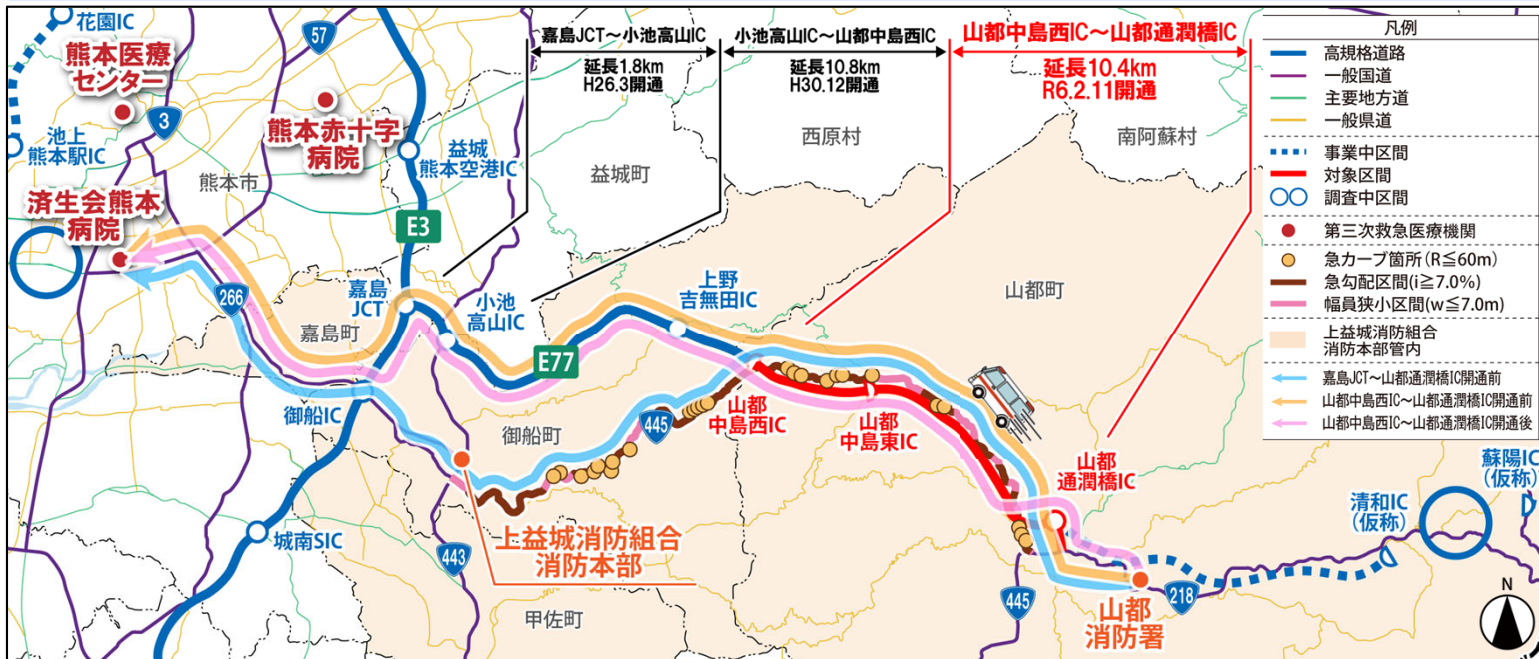 花園IC
57
熊本医療
センター
3
池上
熊本駅IC
熊本赤十字
病院
益城
熊本空港IC
熊本市
済生会熊本
病院
E3
嘉島JCT～小池高山IC
延長1.8km
H26.3開通
小池高山IC～山都中島西IC
延長10.8km
H30.12開通
山都中島西IC～山都通潤橋IC
延長10.4km
R6.2.11開通
益城町
西原村
南阿蘇村
山都町
266
嘉島町
嘉島
JCT
小池
高山IC
上野
吉無田IC
E77
御船IC
御船町
445
山都
中島西IC
山都
中島東IC
山都
通潤橋IC
城南SIC
上益城消防組合
消防本部
443
甲佐町
445
山都
消防署
218
清和IC
(仮称)
蘇陽IC
(仮称)
N
凡例
高規格道路
一般国道
主要地方道
一般県道
事業中区間
対象区間
調査中区間
第三次救急医療機関
急カーブ箇所(R≦60m)
急勾配区間(i≧7.0%)
幅員狭小区間(w≦7.0m)
上益城消防組合
消防本部管内
嘉島JCT～山都通潤橋IC開通前
山都中島西IC～山都通潤橋IC開通前
山都中島西IC～山都通潤橋IC開通後